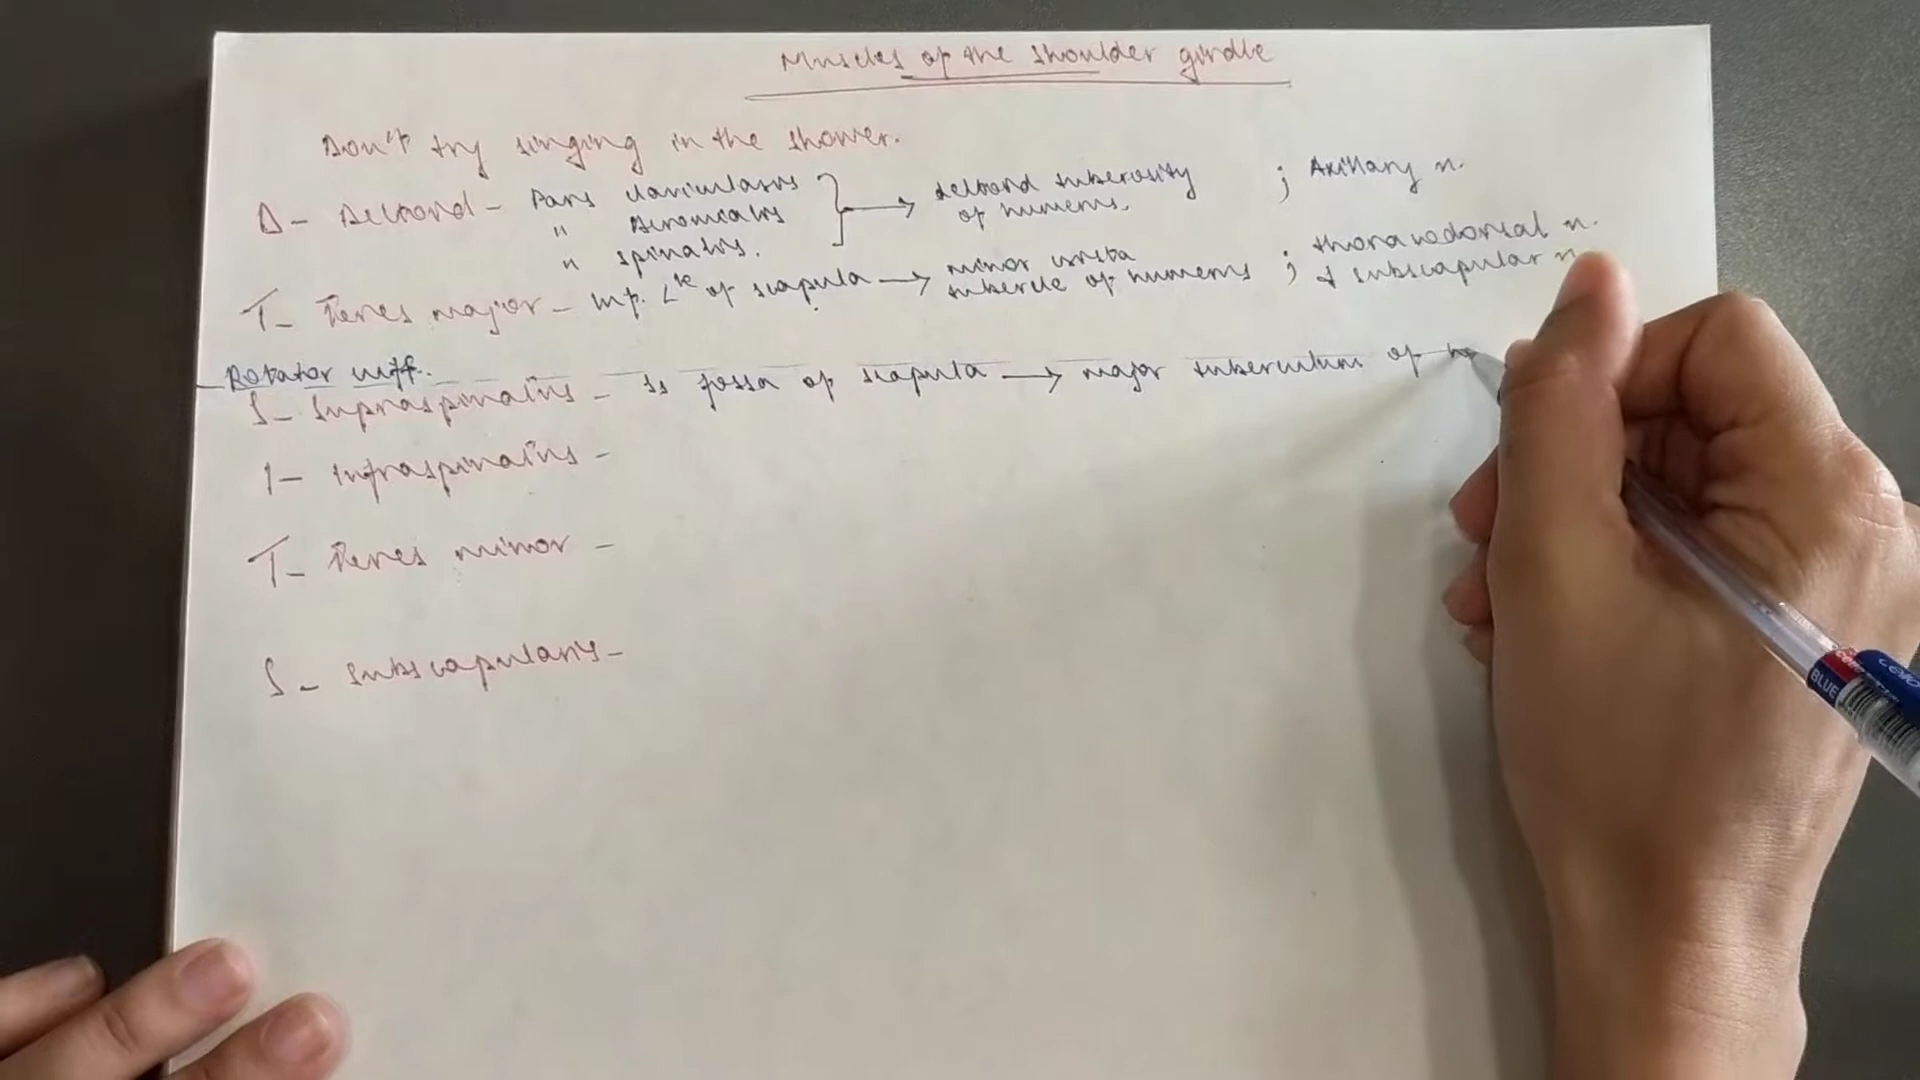 Muscles of the shoulder girdle
Don't try singing in the shower.
D - Deltoid - Pars clavicularis
" Acromialis
" spinalis.
→ deltoid tuberosity of humerus.
; Axillary n.
T - Teres major - inf. of scapula → minor crista tubercle of humerus ; thoracodorsal n. & subscapular n.
Rotator cuff.
S - Supraspinatus - ss fossa of scapula → major tuberculum of
I - Infraspinatus -
T - Teres minor -
S - Subscapularis -
BLUE
cello